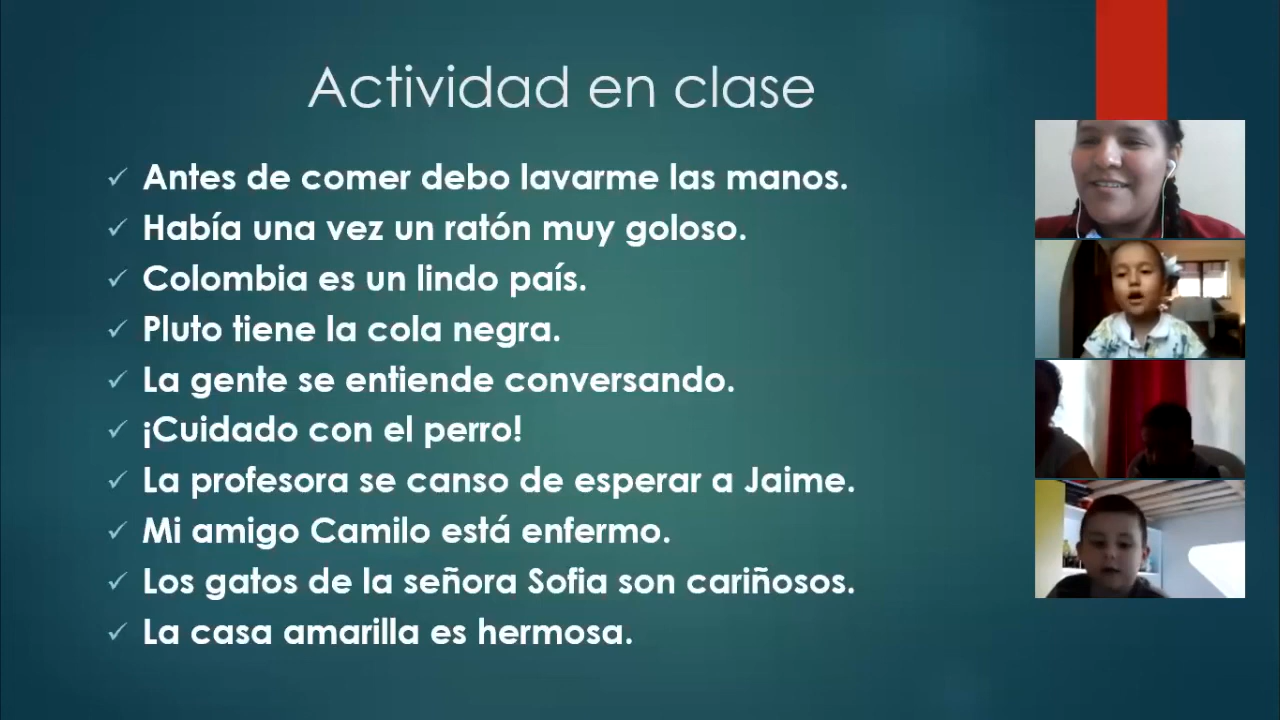 Actividad en clase
Antes de comer debo lavarme las manos.
Había una vez un ratón muy goloso.
Colombia es un lindo país.
Pluto tiene la cola negra.
La gente se entiende conversando.
¡Cuidado con el perro!
La profesora se canso de esperar a Jaime.
Mi amigo Camilo está enfermo.
Los gatos de la señora Sofia son cariñosos.
La casa amarilla es hermosa.